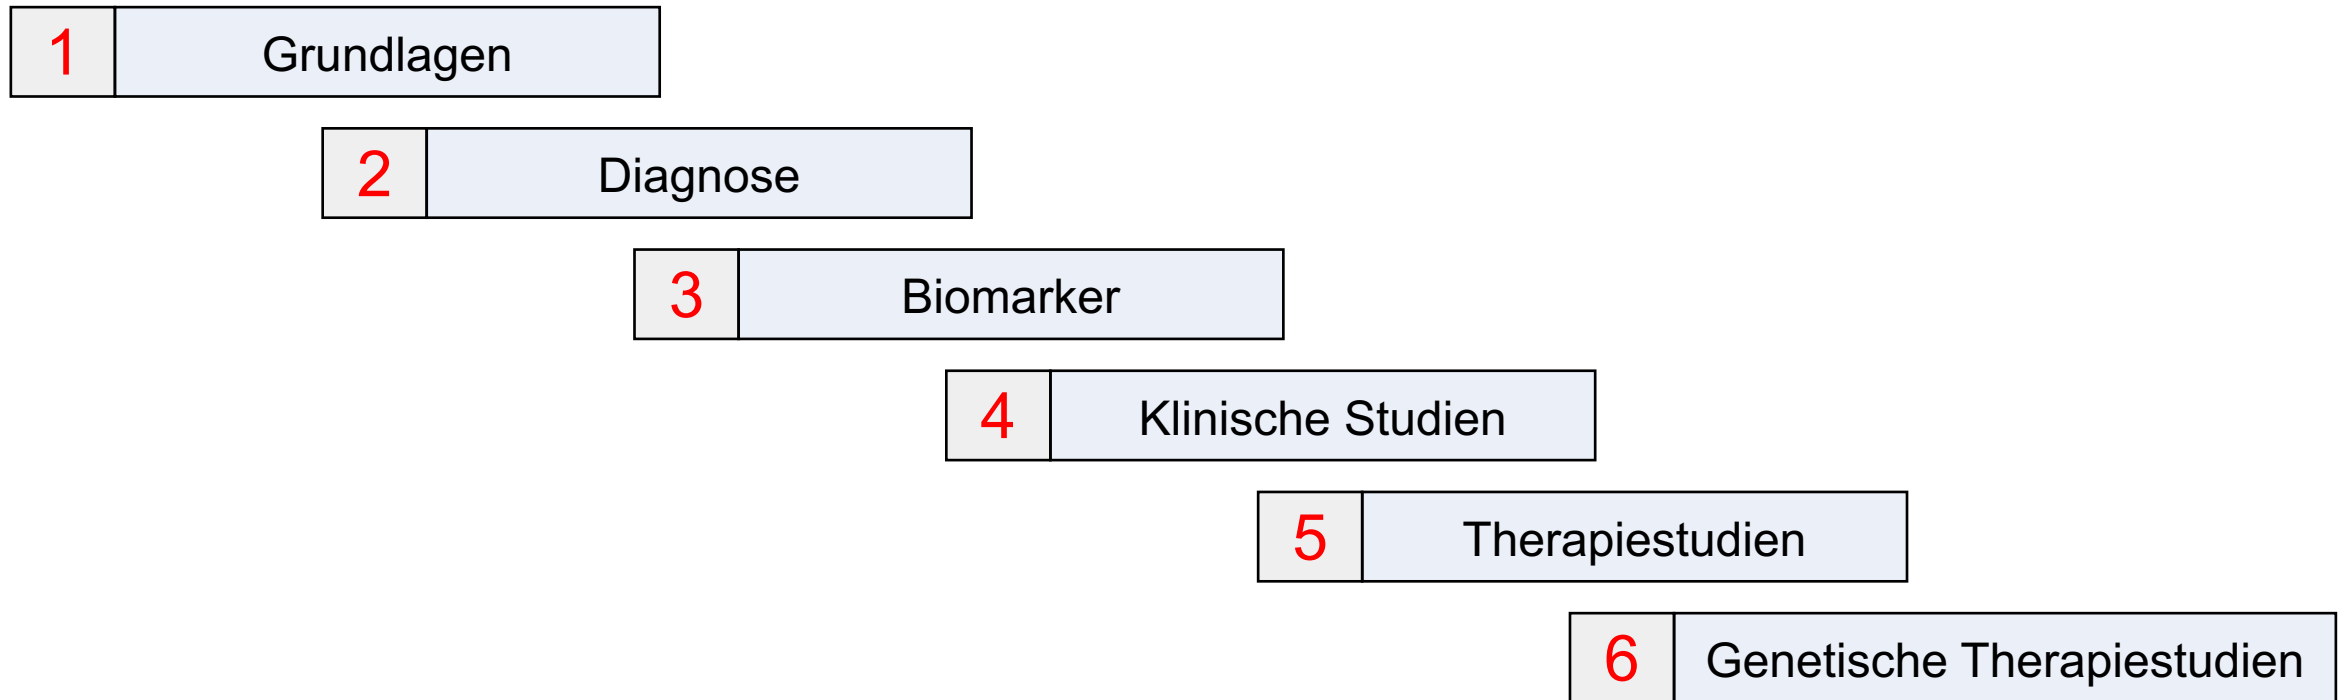 1 Grundlagen
2 Diagnose
3 Biomarker
4 Klinische Studien
5 Therapiestudien
6 Genetische Therapiestudien